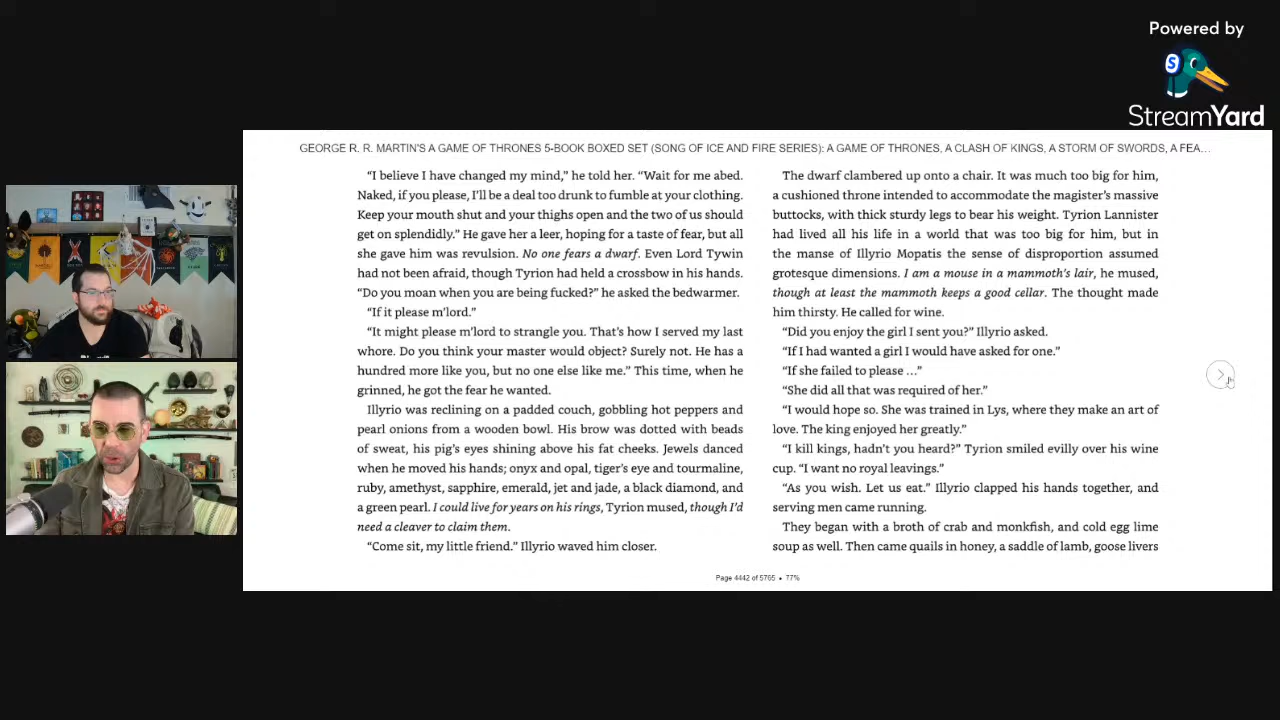 Powered by
S
StreamYard
GEORGE R. R. MARTIN'S A GAME OF THRONES 5-BOOK BOXED SET (SONG OF ICE AND FIRE SERIES): A GAME OF THRONES, A CLASH OF KINGS, A STORM OF SWORDS, A FEA…
“I believe I have changed my mind,” he told her. “Wait for me abed.
Naked, if you please, I’ll be a deal too drunk to fumble at your clothing.
Keep your mouth shut and your thighs open and the two of us should
get on splendidly.” He gave her a leer, hoping for a taste of fear, but all
she gave him was revulsion. No one fears a dwarf. Even Lord Tywin
had not been afraid, though Tyrion had held a crossbow in his hands.
“Do you moan when you are being fucked?” he asked the bedwarmer.
“If it please m’lord.”
“It might please m’lord to strangle you. That’s how I served my last
whore. Do you think your master would object? Surely not. He has a
hundred more like you, but no one else like me.” This time, when he
grinned, he got the fear he wanted.
Illyrio was reclining on a padded couch, gobbling hot peppers and
pearl onions from a wooden bowl. His brow was dotted with beads
of sweat, his pig’s eyes shining above his fat cheeks. Jewels danced
when he moved his hands; onyx and opal, tiger’s eye and tourmaline,
ruby, amethyst, sapphire, emerald, jet and jade, a black diamond, and
a green pearl. I could live for years on his rings, Tyrion mused, though I’d
need a cleaver to claim them.
“Come sit, my little friend.” Illyrio waved him closer.
The dwarf clambered up onto a chair. It was much too big for him,
a cushioned throne intended to accommodate the magister’s massive
buttocks, with thick sturdy legs to bear his weight. Tyrion Lannister
had lived all his life in a world that was too big for him, but in
the manse of Illyrio Mopatis the sense of disproportion assumed
grotesque dimensions. I am a mouse in a mammoth’s lair, he mused,
though at least the mammoth keeps a good cellar. The thought made
him thirsty. He called for wine.
“Did you enjoy the girl I sent you?” Illyrio asked.
“If I had wanted a girl I would have asked for one.”
“If she failed to please …”
“She did all that was required of her.”
“I would hope so. She was trained in Lys, where they make an art of
love. The king enjoyed her greatly.”
“I kill kings, hadn’t you heard?” Tyrion smiled evilly over his wine
cup. “I want no royal leavings.”
“As you wish. Let us eat.” Illyrio clapped his hands together, and
serving men came running.
They began with a broth of crab and monkfish, and cold egg lime
soup as well. Then came quails in honey, a saddle of lamb, goose livers
Page 4442 of 5765 • 77%